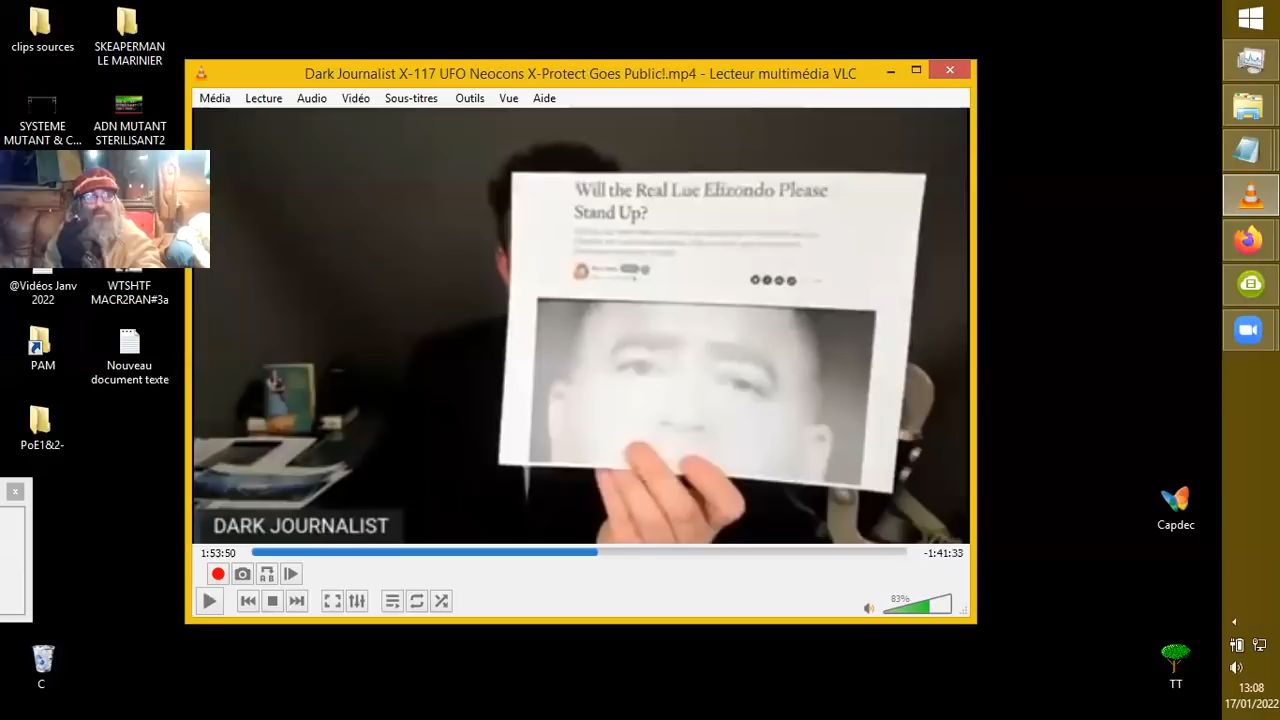 clips sources
SKEAPERMAN
LE MARINIER
SYSTEME
MUTANT & C...
ADN MUTANT
STERILISANT2
@Vidéos Janv
2022
WTSHTF
MACR2RAN#3a
PAM
Nouveau
document texte
PoE1&2-
C
Dark Journalist X-117 UFO Neocons X-Protect Goes Public!.mp4 - Lecteur multimédia VLC
Média Lecture Audio Vidéo Sous-titres Outils Vue Aide
Will the Real Lue Elizondo Please
Stand Up?
DARK JOURNALIST
1:53:50
-1:41:33
83%
Capdec
TT
13:08
17/01/2022